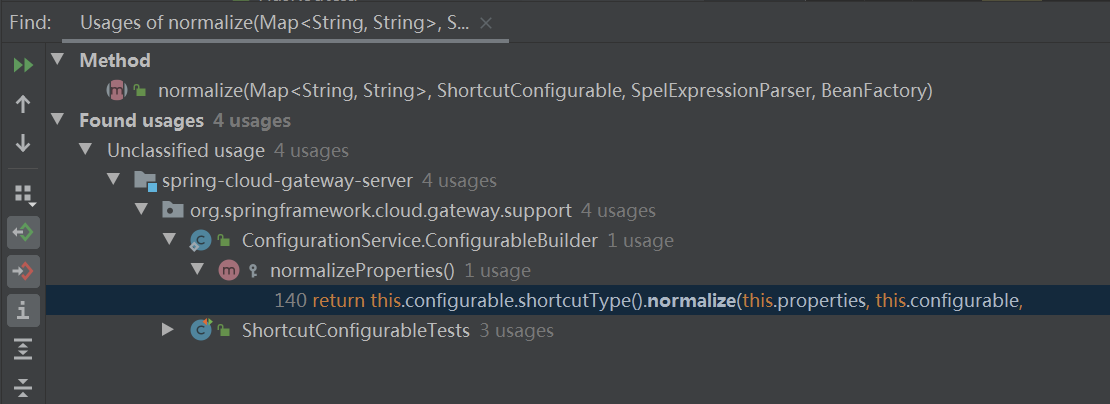 Find:
Usages of normalize(Map<String, String>, S...
Method
normalize(Map<String, String>, ShortcutConfigurable, SpelExpressionParser, BeanFactory)
Found usages 4 usages
Unclassified usage 4 usages
spring-cloud-gateway-server 4 usages
org.springframework.cloud.gateway.support 4 usages
ConfigurationService.ConfigurableBuilder 1 usage
normalizeProperties() 1 usage
140 return this.configurable.shortcutType().normalize(this.properties, this.configurable,
ShortcutConfigurableTests 3 usages